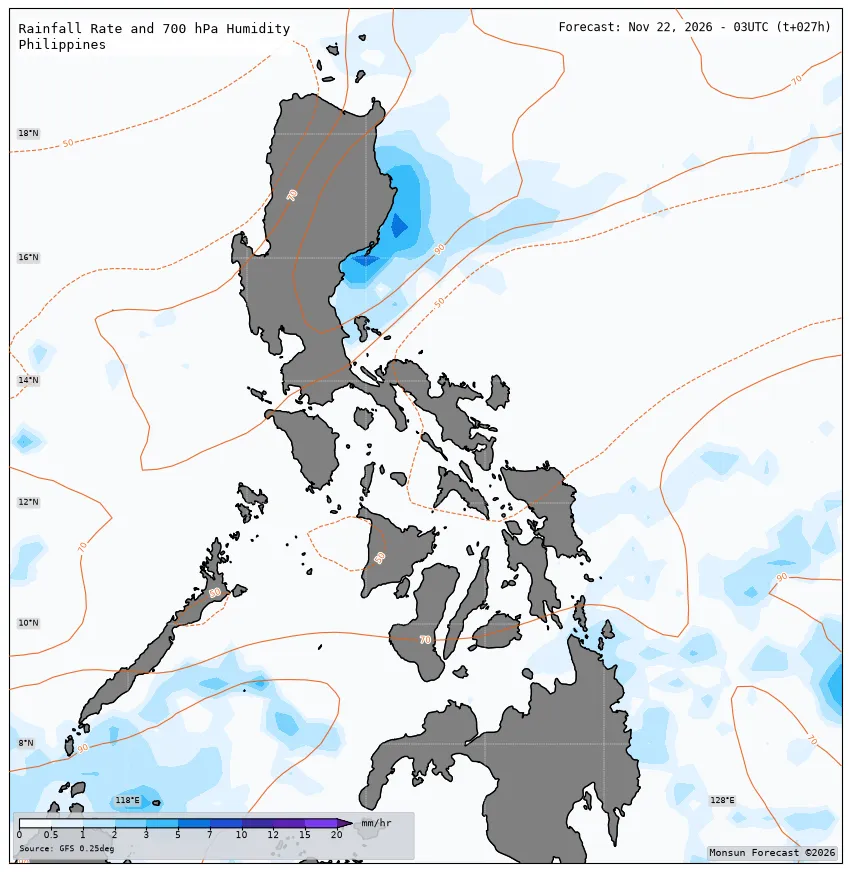 Rainfall Rate and 700 hPa Humidity
Philippines
Forecast: Nov 22, 2026 - 03UTC (t+027h)
70
18°N
50
70
16°N
90
50
14°N
12°N
70
50
90
50
10°N
70
8°N
90
70
118°E
128°E
0 0.5 1 2 3 5 7 10 12 15 20 mm/hr
Source: GFS 0.25deg
Monsun Forecast ©2026